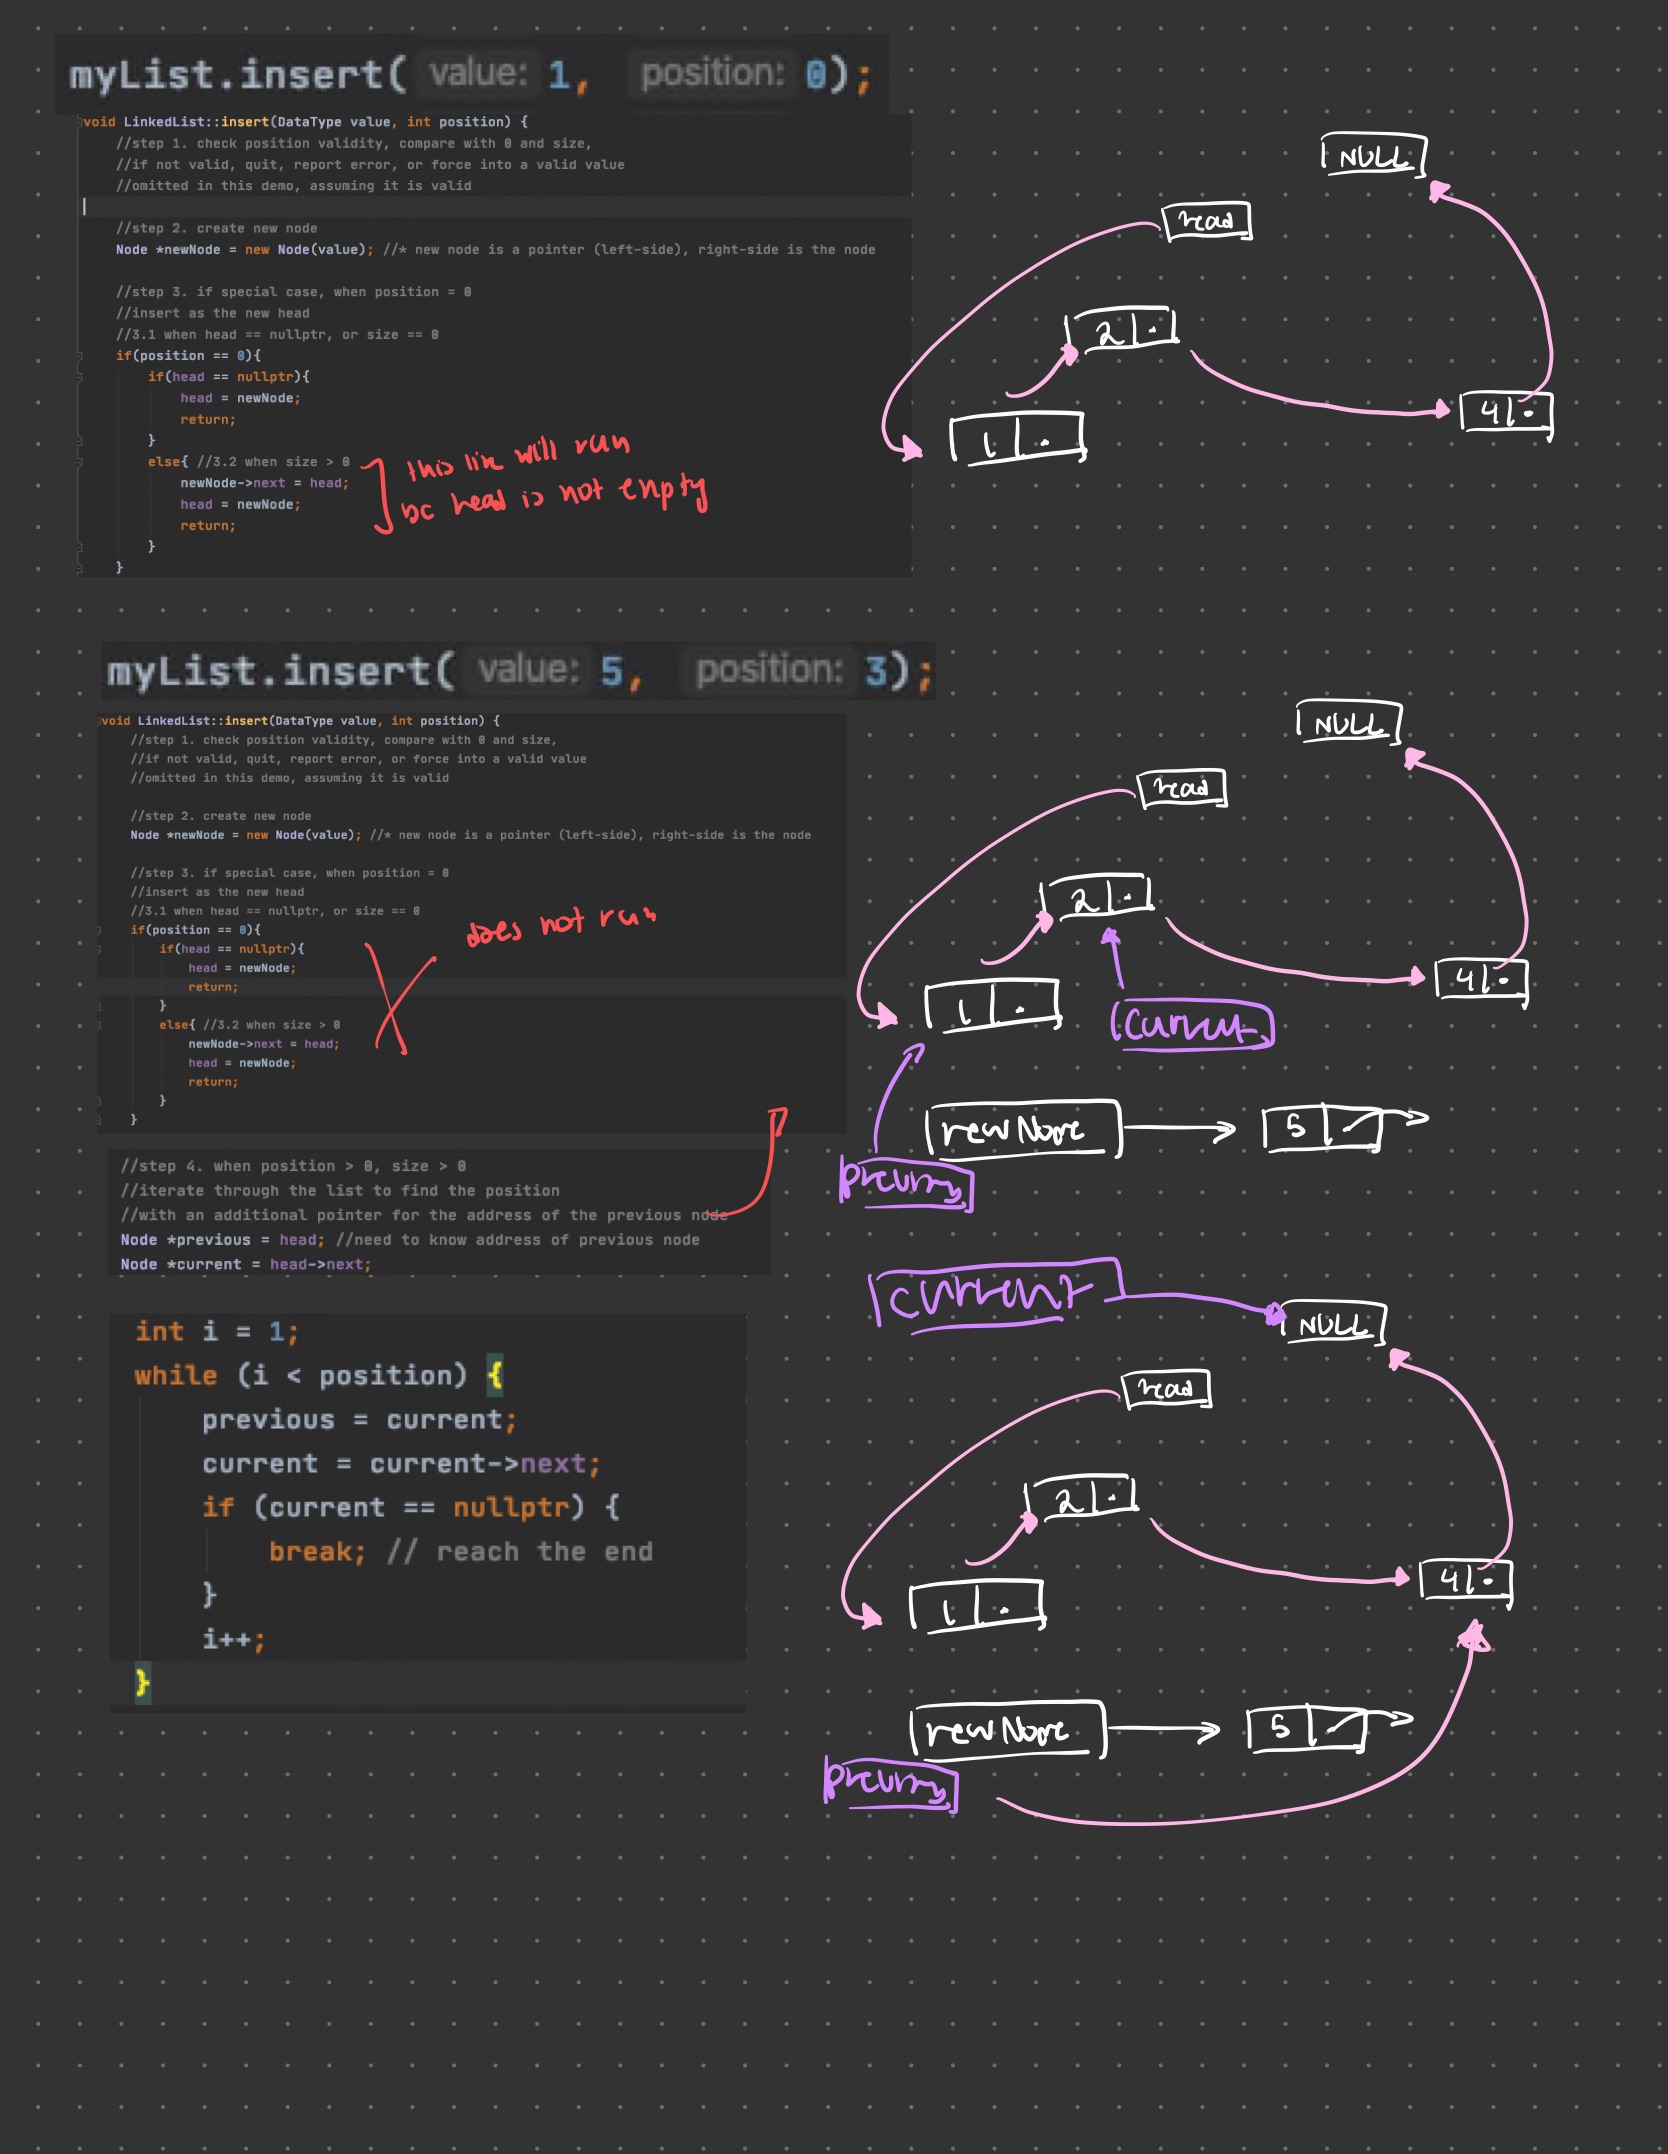 myList.insert( value: 1, position: 0);
void LinkedList::insert(DataType value, int position) {
//step 1. check position validity, compare with 0 and size,
//if not valid, quit, report error, or force into a valid value
//omitted in this demo, assuming it is valid
//step 2. create new node
Node *newNode = new Node(value); //* new node is a pointer (left-side), right-side is the node
//step 3. if special case, when position = 0
//insert as the new head
//3.1 when head == nullptr, or size == 0
if(position == 0){
if(head == nullptr){
head = newNode;
return;
}
else{ //3.2 when size > 0
newNode->next = head;
head = newNode;
return;
}
}
this line will run
bc head is not empty
NULL
head
2
4
1
myList.insert( value: 5, position: 3);
void LinkedList::insert(DataType value, int position) {
//step 1. check position validity, compare with 0 and size,
//if not valid, quit, report error, or force into a valid value
//omitted in this demo, assuming it is valid
//step 2. create new node
Node *newNode = new Node(value); //* new node is a pointer (left-side), right-side is the node
//step 3. if special case, when position = 0
//insert as the new head
//3.1 when head == nullptr, or size == 0
if(position == 0){
if(head == nullptr){
head = newNode;
return;
}
else{ //3.2 when size > 0
newNode->next = head;
head = newNode;
return;
}
}
does not run
//step 4. when position > 0, size > 0
//iterate through the list to find the position
//with an additional pointer for the address of the previous node
Node *previous = head; //need to know address of previous node
Node *current = head->next;
NULL
head
2
4
1
current
newNode
5
int i = 1;
while (i < position) {
previous = current;
current = current->next;
if (current == nullptr) {
break; // reach the end
}
i++;
}
current
NULL
head
2
4
1
newNode
5